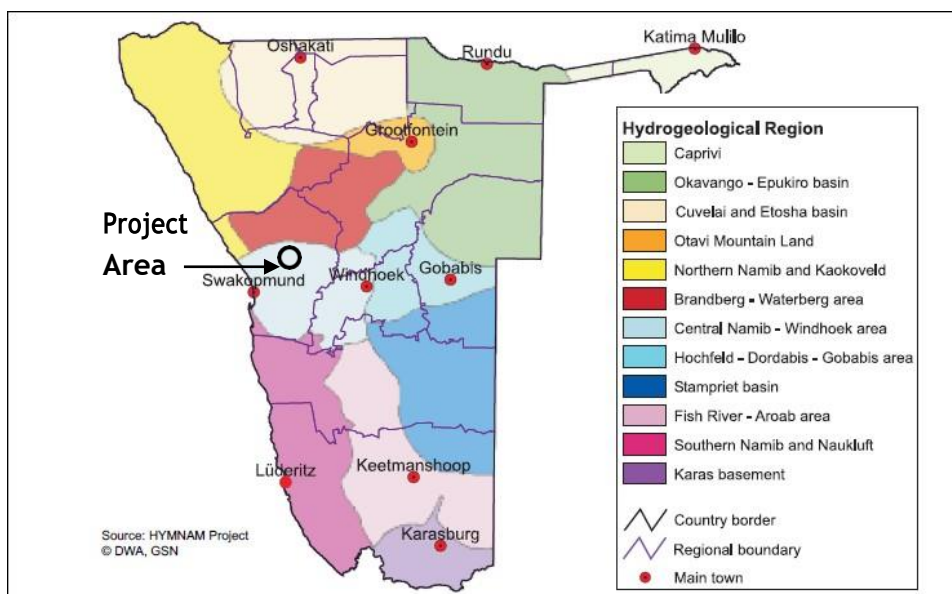 Oshakati
Rundu
Katima Mulilo
Grootfontein
Project
Area
Swakopmund
Windhoek
Gobabis
Lüderitz
Keetmanshoop
Karasburg
Source: HYMNAM Project
© DWA, GSN
Hydrogeological Region
Caprivi
Okavango - Epukiro basin
Cuvelai and Etosha basin
Otavi Mountain Land
Northern Namib and Kaokoveld
Brandberg - Waterberg area
Central Namib - Windhoek area
Hochfeld - Dordabis - Gobabis area
Stampriet basin
Fish River - Aroab area
Southern Namib and Naukluft
Karas basement
Country border
Regional boundary
Main town